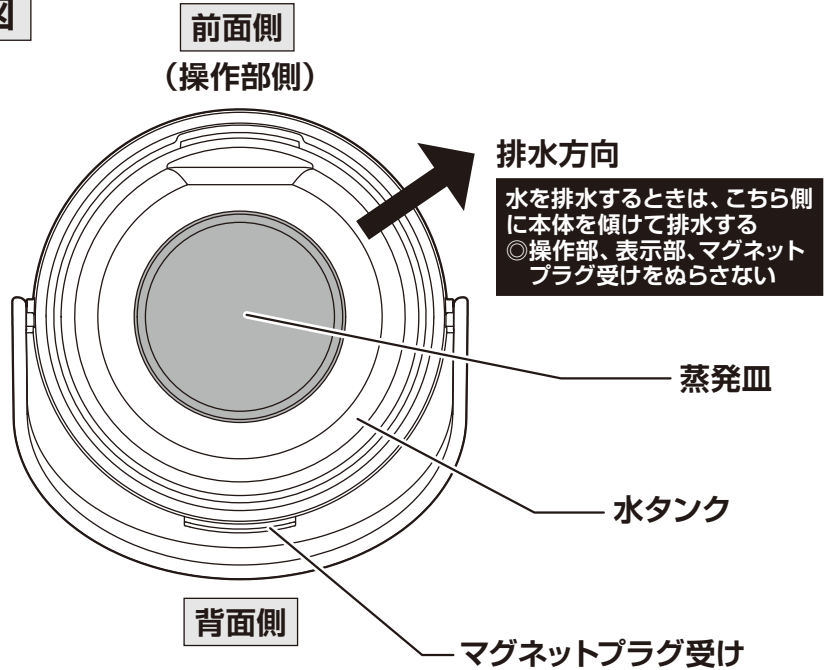 図
前面側
（操作部側）
排水方向
水を排水するときは、こちら側
に本体を傾けて排水する
◎操作部、表示部、マグネット
プラグ受けをぬらさない
蒸発皿
水タンク
背面側
マグネットプラグ受け